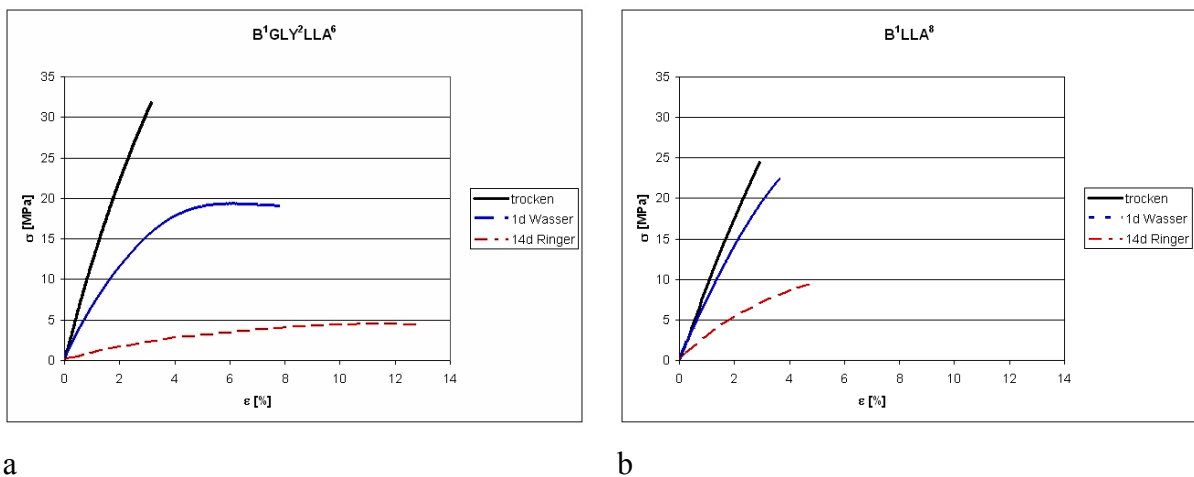 B¹GLY²LLA⁶
35
30
25
20
15
10
5
0
σ [MPa]
0 2 4 6 8 10 12 14
ε [%]
trocken
1d Wasser
14d Ringer
a
B¹LLA⁸
35
30
25
20
15
10
5
0
σ [MPa]
0 2 4 6 8 10 12 14
ε [%]
trocken
1d Wasser
14d Ringer
b